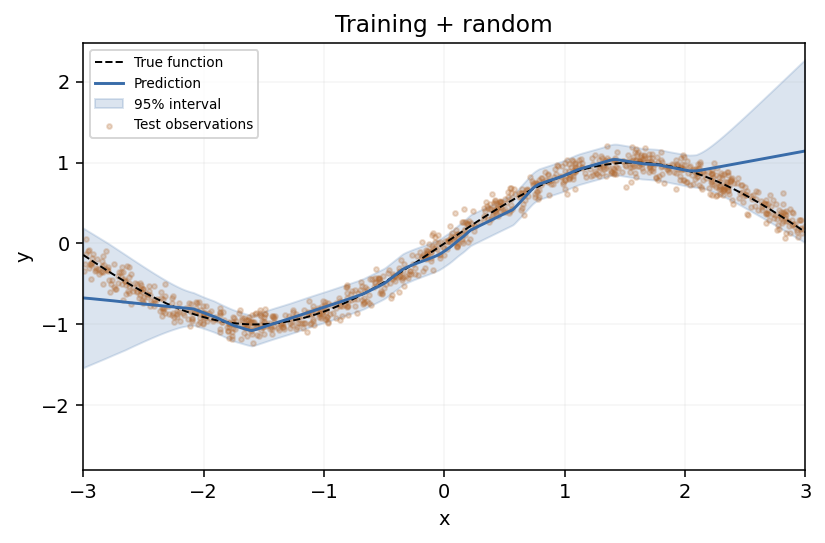 Training + random
True function
Prediction
95% interval
Test observations
y
2
1
0
−1
−2
−3 −2 −1 0 1 2 3
x